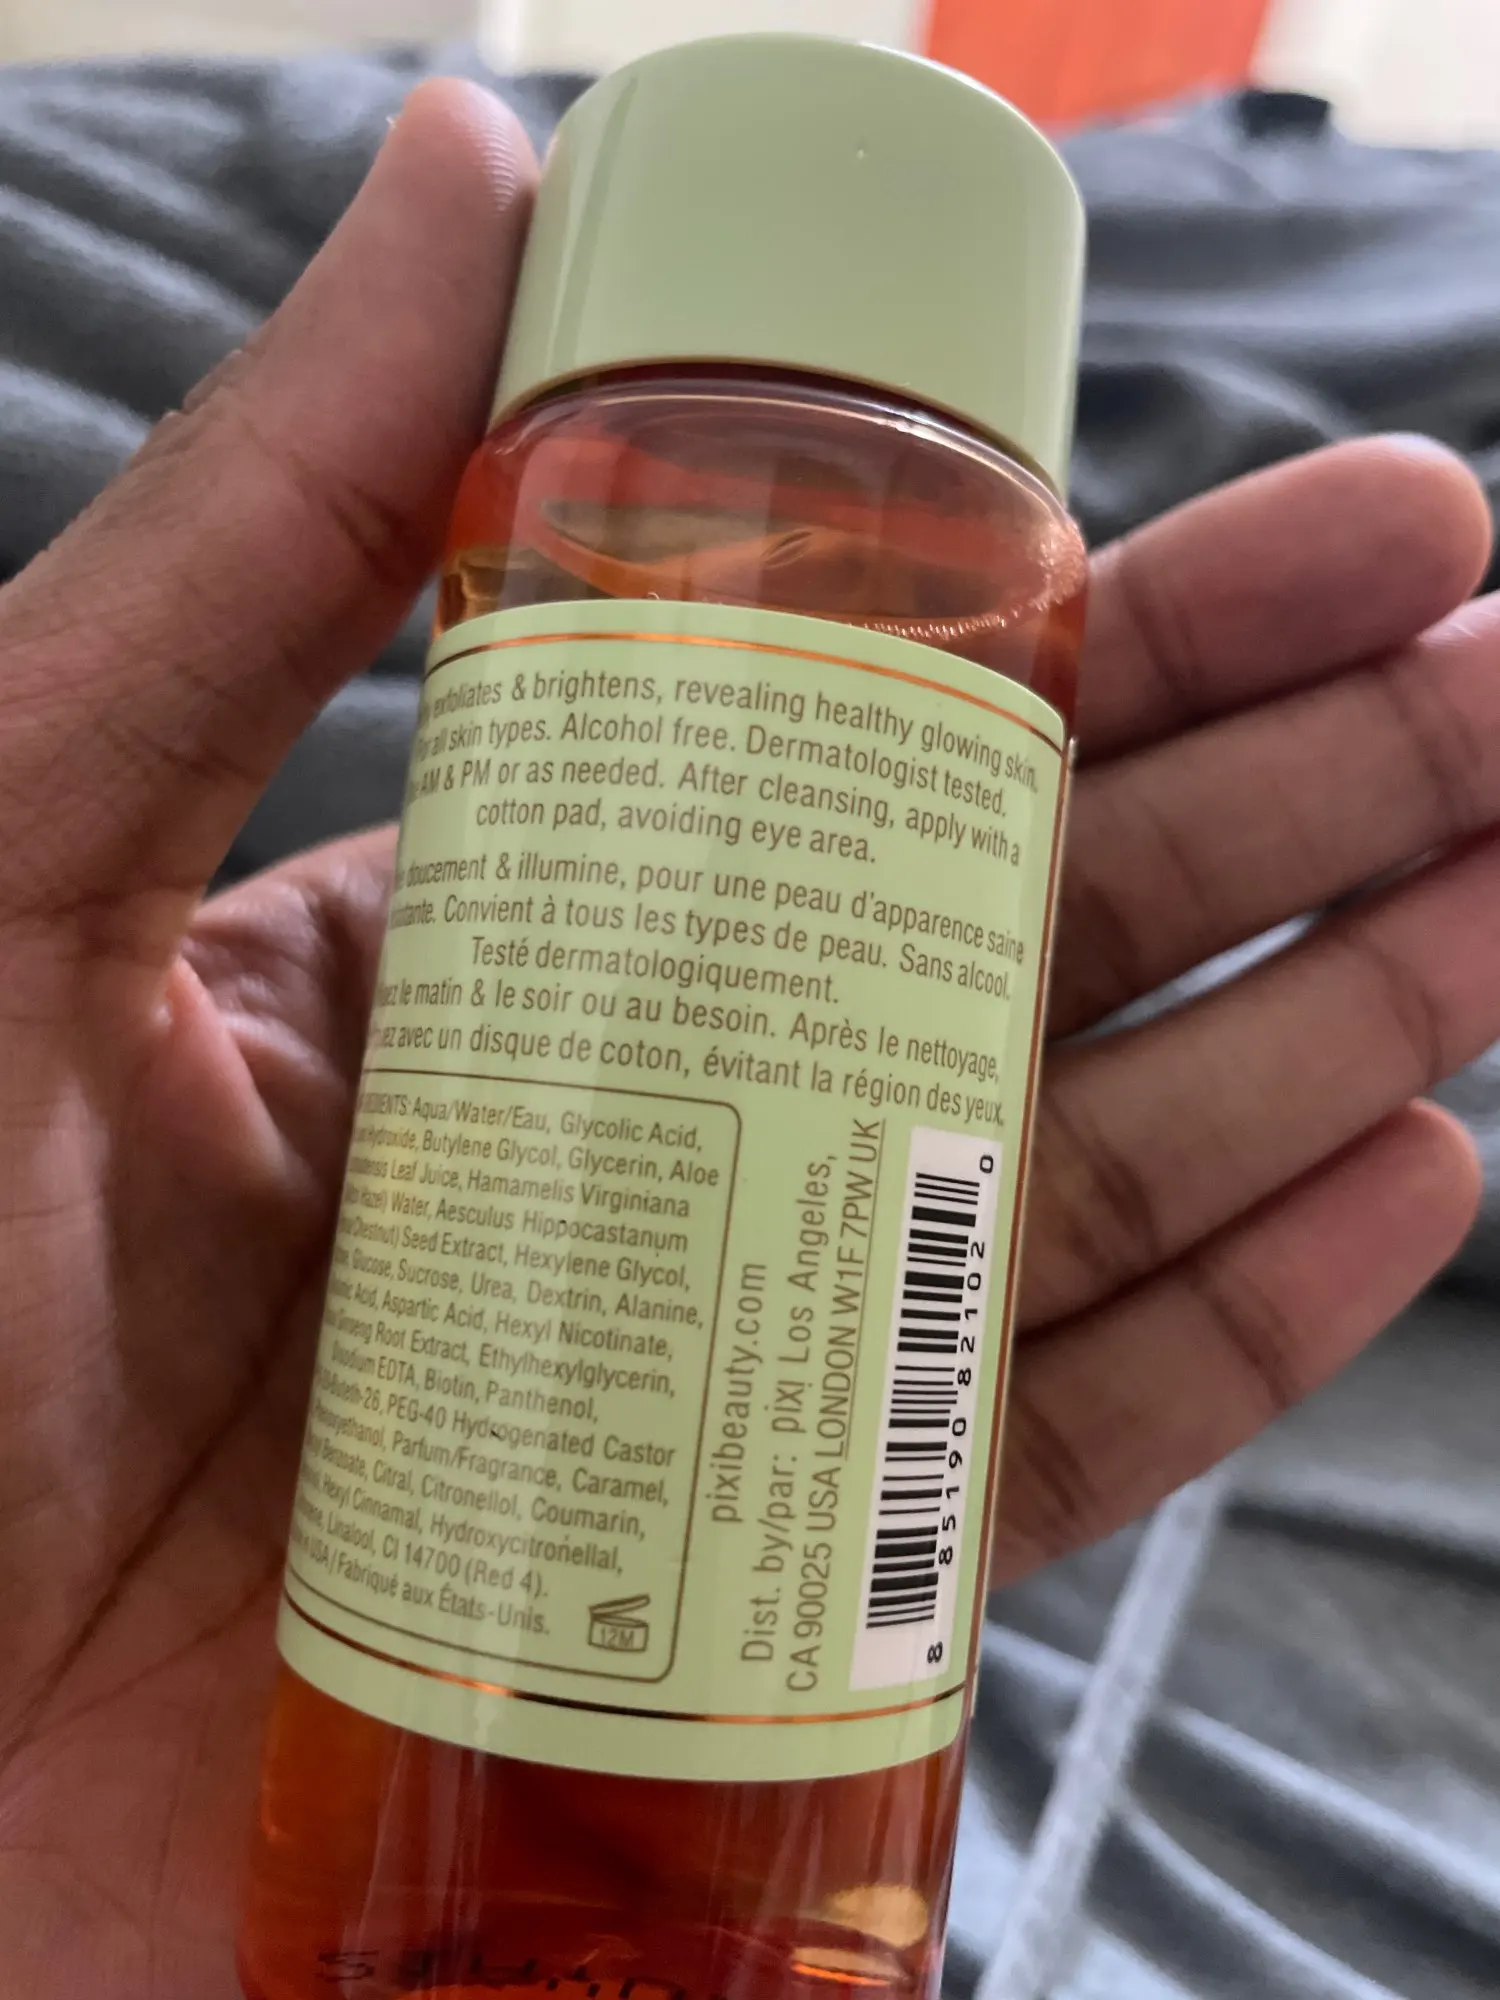 exfoliates & brightens, revealing healthy glowing skin.
all skin types. Alcohol free. Dermatologist tested.
AM & PM or as needed. After cleansing, apply with a
cotton pad, avoiding eye area.
doucement & illumine, pour une peau d'apparence saine
Convient à tous les types de peau. Sans alcool.
Testé dermatologiquement.
le matin & le soir ou au besoin. Après le nettoyage,
avec un disque de coton, évitant la région des yeux.
Aqua/Water/Eau, Glycolic Acid,
Hydroxide, Butylene Glycol, Glycerin, Aloe
Leaf Juice, Hamamelis Virginiana
Hazel) Water, Aesculus Hippocastanum
Chestnut) Seed Extract, Hexylene Glycol,
Glucose, Sucrose, Urea, Dextrin, Alanine,
Acid, Aspartic Acid, Hexyl Nicotinate,
Ginseng Root Extract, Ethylhexylglycerin,
Disodium EDTA, Biotin, Panthenol,
PEG-40 Hydrogenated Castor
Parfum/Fragrance, Caramel,
Benzoate, Citral, Citronellol, Coumarin,
Hexyl Cinnamal, Hydroxycitronellal,
Linalool, CI 14700 (Red 4).
USA / Fabriqué aux États-Unis.
12M
pixibeauty.com
Dist. by/par: pixi Los Angeles,
CA 90025 USA LONDON W1F 7PW UK
8 85190 82102 0